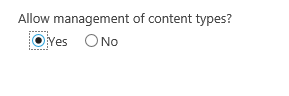 Allow management of content types?
Yes No